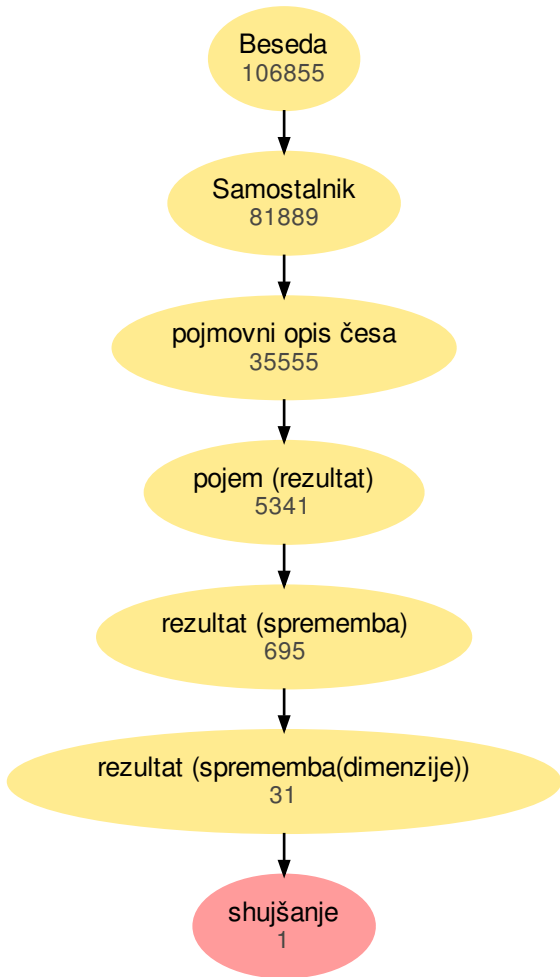 Beseda
106855
Samostalnik
81889
pojmovni opis česa
35555
pojem (rezultat)
5341
rezultat (sprememba)
695
rezultat (sprememba(dimenzije))
31
shujšanje
1